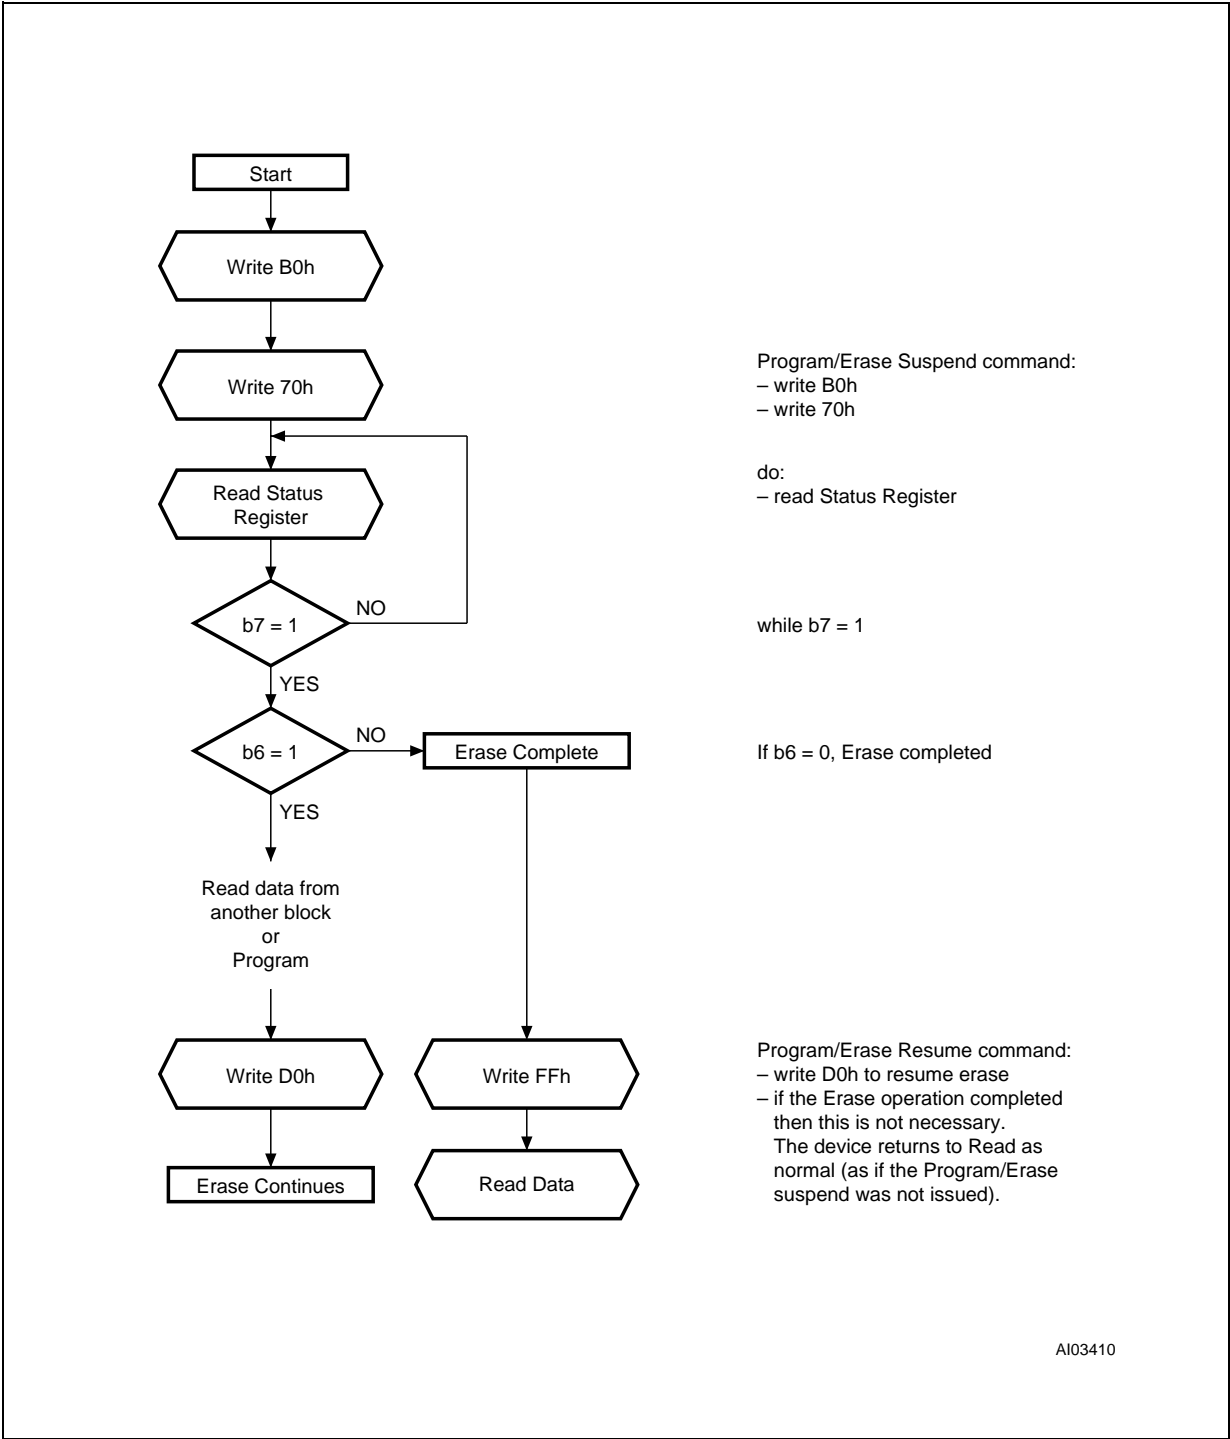 Start
Write B0h
Write 70h
Program/Erase Suspend command:
– write B0h
– write 70h
Read Status
Register
do:
– read Status Register
b7 = 1
NO
while b7 = 1
YES
b6 = 1
NO
Erase Complete
If b6 = 0, Erase completed
YES
Read data from
another block
or
Program
Write D0h
Write FFh
Program/Erase Resume command:
– write D0h to resume erase
– if the Erase operation completed
then this is not necessary.
The device returns to Read as
normal (as if the Program/Erase
suspend was not issued).
Erase Continues
Read Data
AI03410